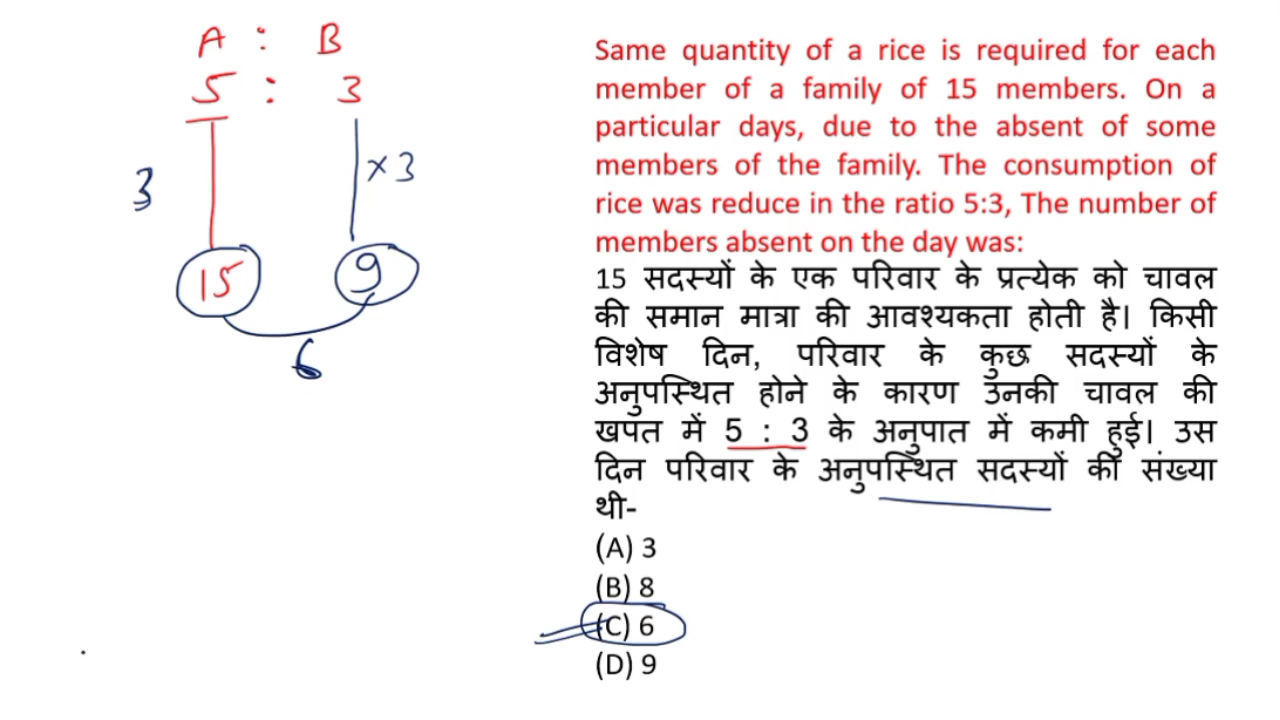 A : B
5 : 3
3
× 3
15
9
6
Same quantity of a rice is required for each
member of a family of 15 members. On a
particular days, due to the absent of some
members of the family. The consumption of
rice was reduce in the ratio 5:3, The number of
members absent on the day was:
15 सदस्यों के एक परिवार के प्रत्येक को चावल
की समान मात्रा की आवश्यकता होती है। किसी
विशेष दिन, परिवार के कुछ सदस्यों के
अनुपस्थित होने के कारण उनकी चावल की
खपत में 5 : 3 के अनुपात में कमी हुई। उस
दिन परिवार के अनुपस्थित सदस्यों की संख्या
थी-
(A) 3
(B) 8
(C) 6
(D) 9